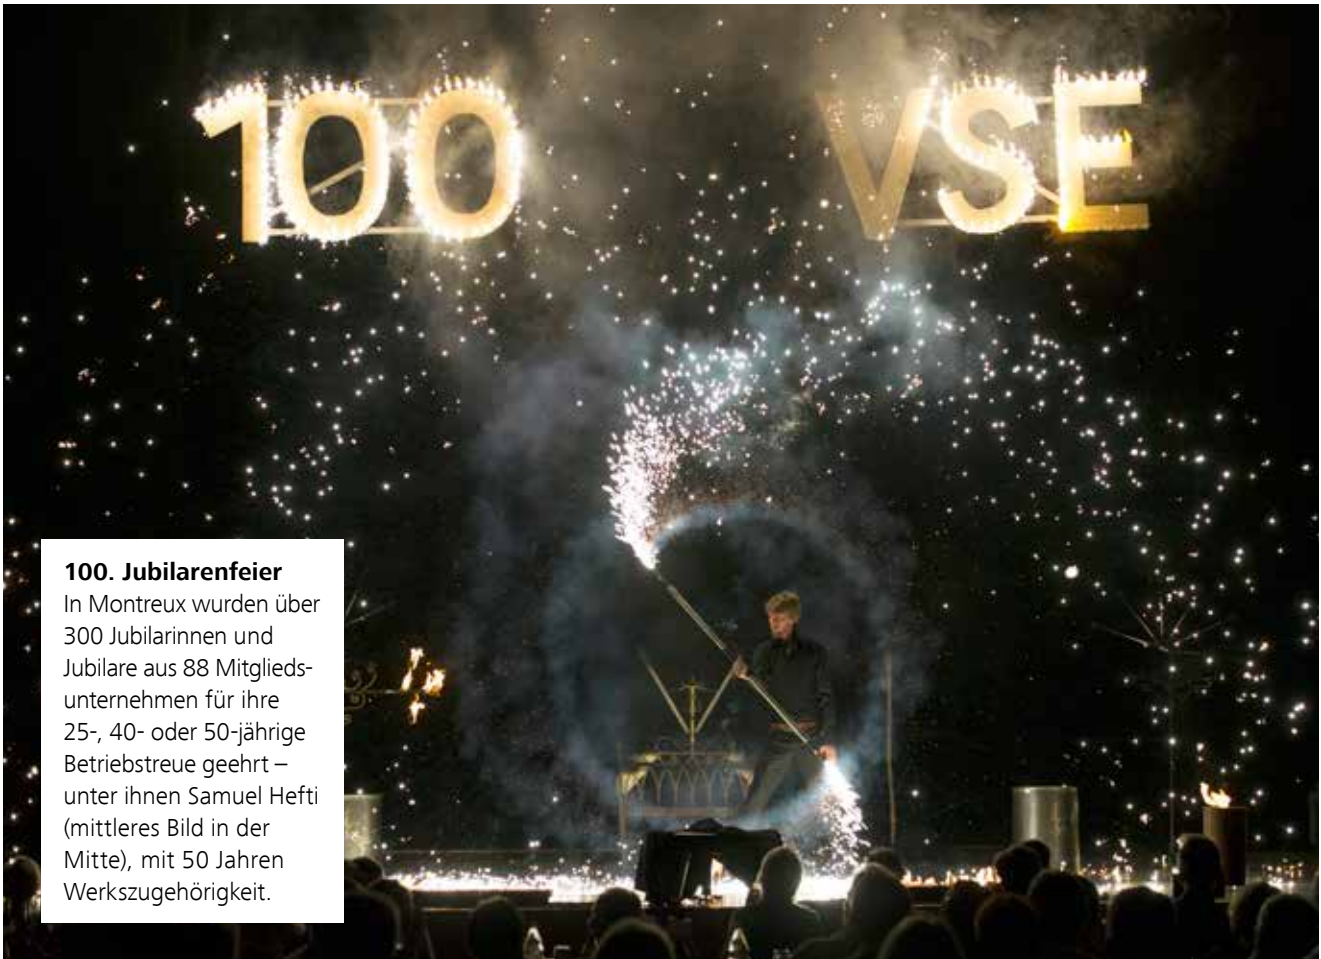 100 VSE
100. Jubilarenfeier
In Montreux wurden über
300 Jubilarinnen und
Jubilare aus 88 Mitglieds-
unternehmen für ihre
25-, 40- oder 50-jährige
Betriebstreue geehrt –
unter ihnen Samuel Hefti
(mittleres Bild in der
Mitte), mit 50 Jahren
Werkszugehörigkeit.